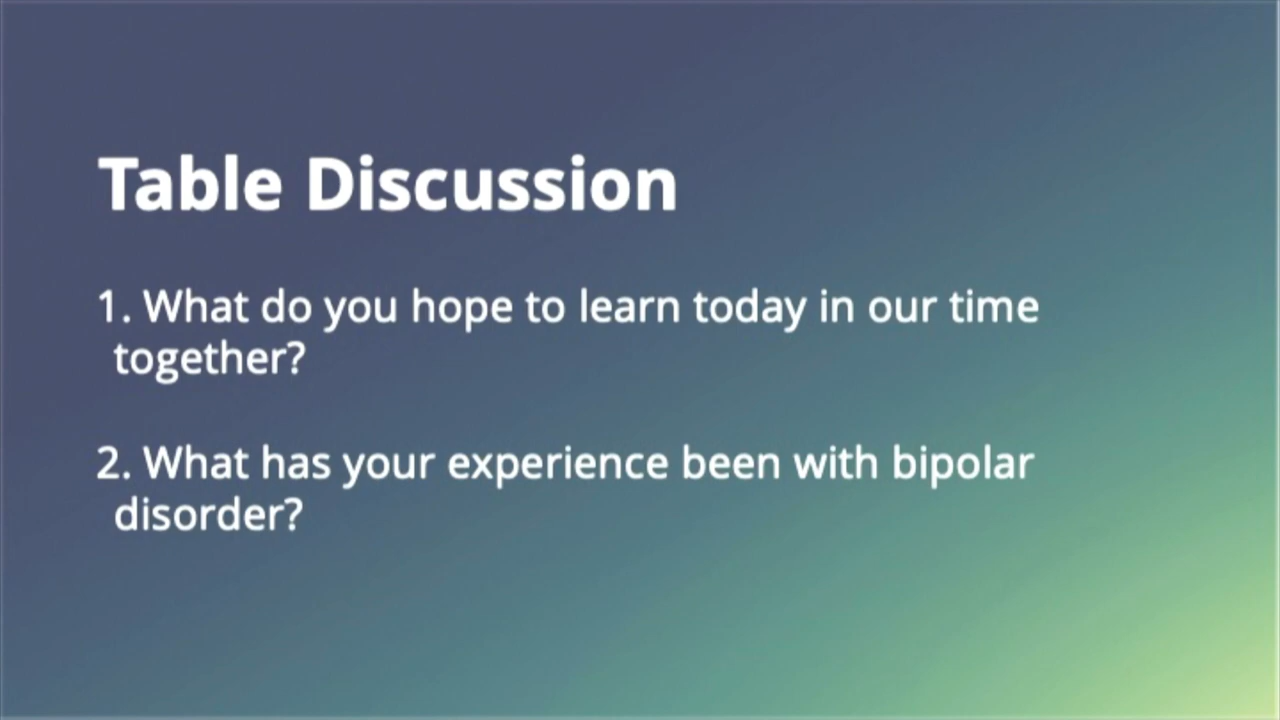 Table Discussion
1. What do you hope to learn today in our time
together?
2. What has your experience been with bipolar
disorder?